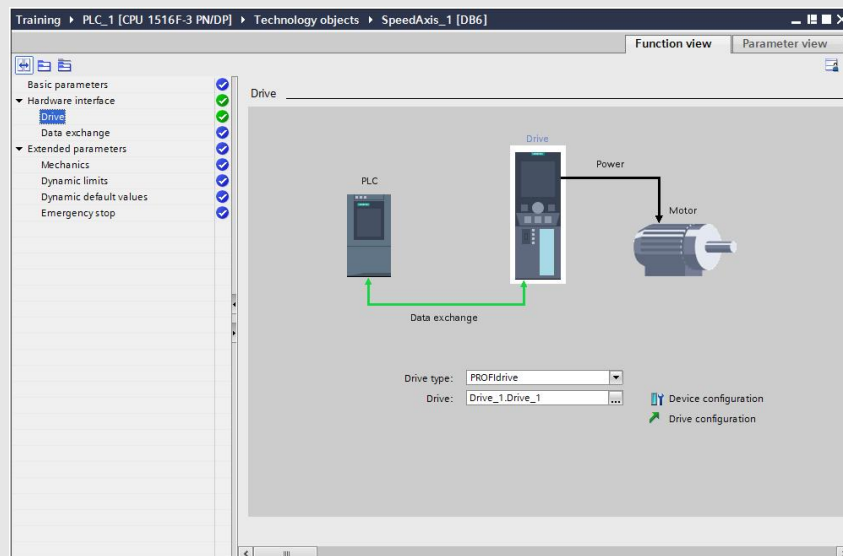 Training ▸ PLC_1 [CPU 1516F-3 PN/DP] ▸ Technology objects ▸ SpeedAxis_1 [DB6]
Function view
Parameter view
Basic parameters
Hardware interface
Drive
Data exchange
Extended parameters
Mechanics
Dynamic limits
Dynamic default values
Emergency stop
Drive
Drive
PLC
Power
Motor
Data exchange
Drive type: PROFIdrive
Drive: Drive_1.Drive_1 ...
Device configuration
Drive configuration